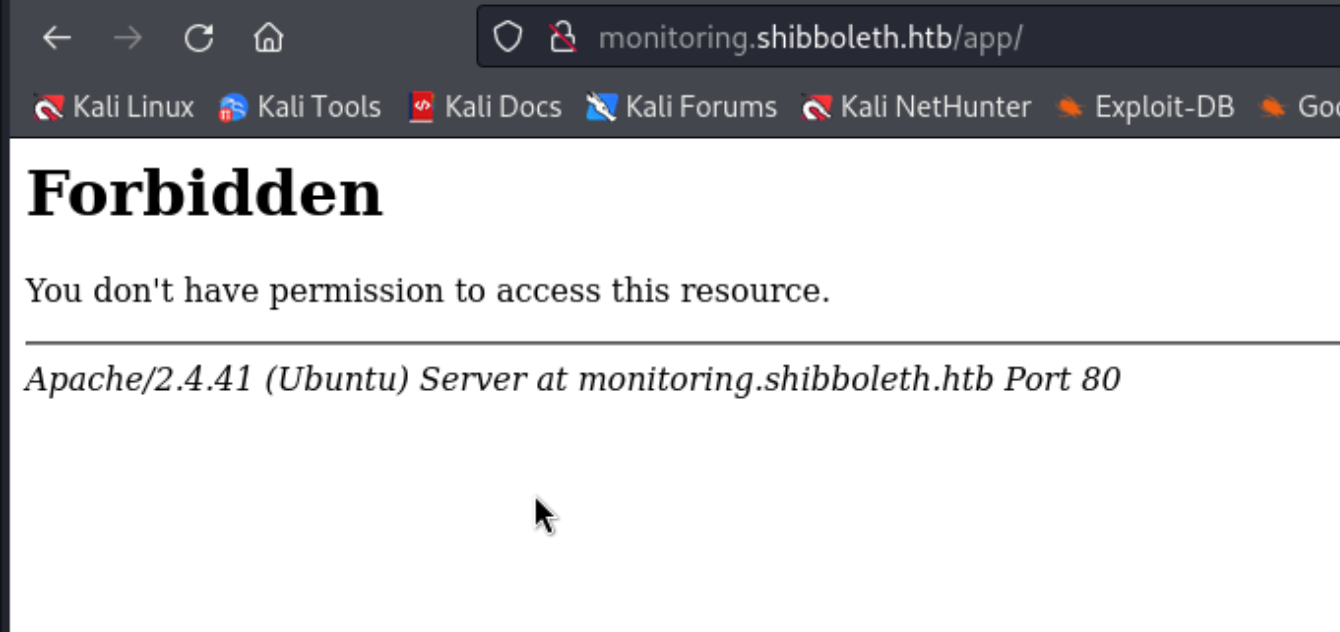 monitoring.shibboleth.htb/app/
Kali Linux Kali Tools Kali Docs Kali Forums Kali NetHunter Exploit-DB
Forbidden
You don't have permission to access this resource.
Apache/2.4.41 (Ubuntu) Server at monitoring.shibboleth.htb Port 80